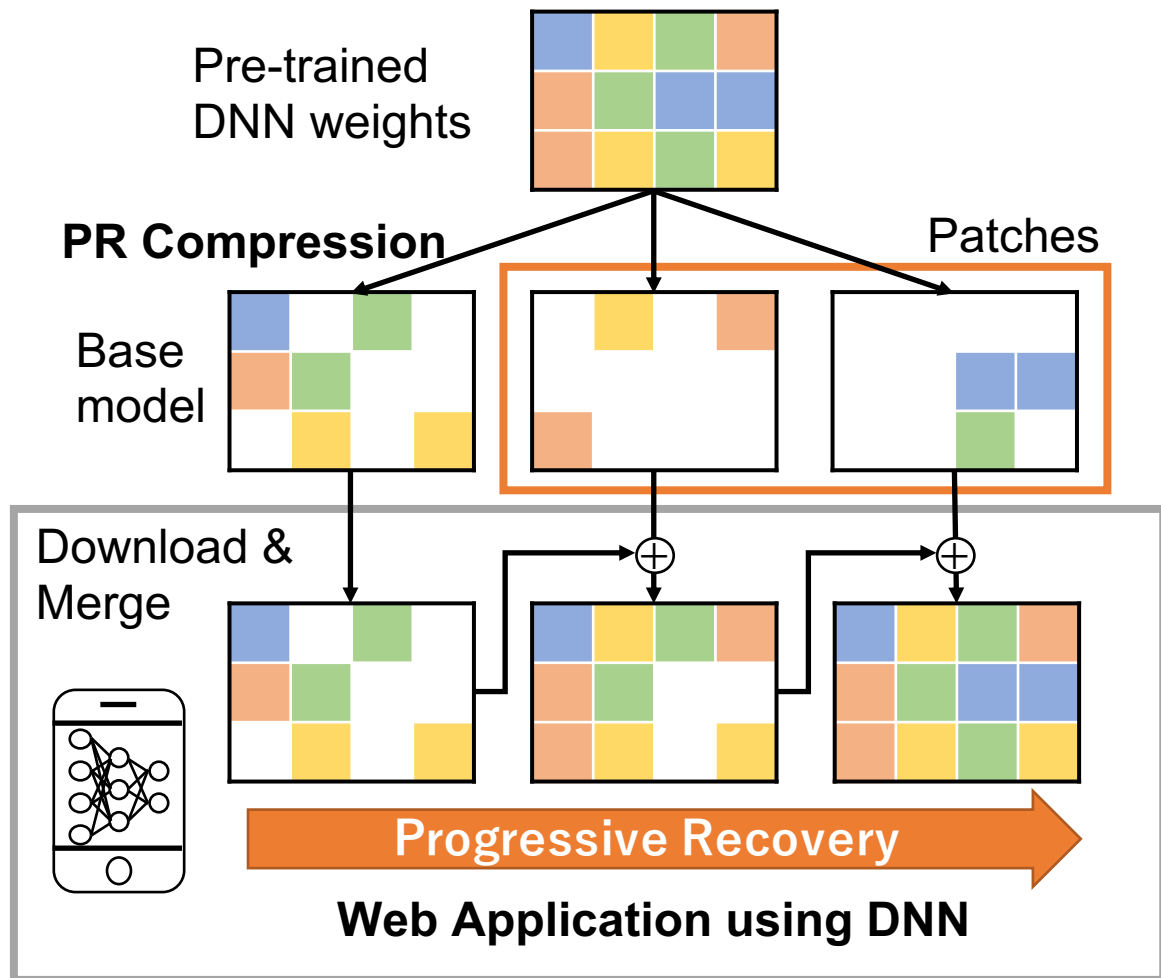 Pre-trained
DNN weights
PR Compression
Patches
Base
model
Download &
Merge
Progressive Recovery
Web Application using DNN